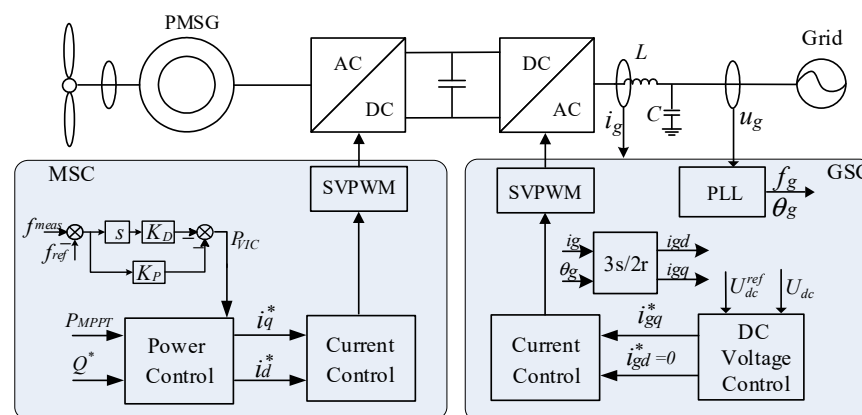 PMSG
Grid
AC
DC
DC
AC
L
C
i_g
u_g
MSC
GSC
SVPWM
SVPWM
PLL
f_g
θ_g
f_meas
f_ref
s
K_D
K_P
P_VIC
i_g
θ_g
3s/2r
i_gd
i_gq
U_dc^ref
U_dc
P_MPPT
Q^*
Power
Control
i_q^*
i_d^*
Current
Control
Current
Control
i_gq^*
i_gd^*=0
DC
Voltage
Control